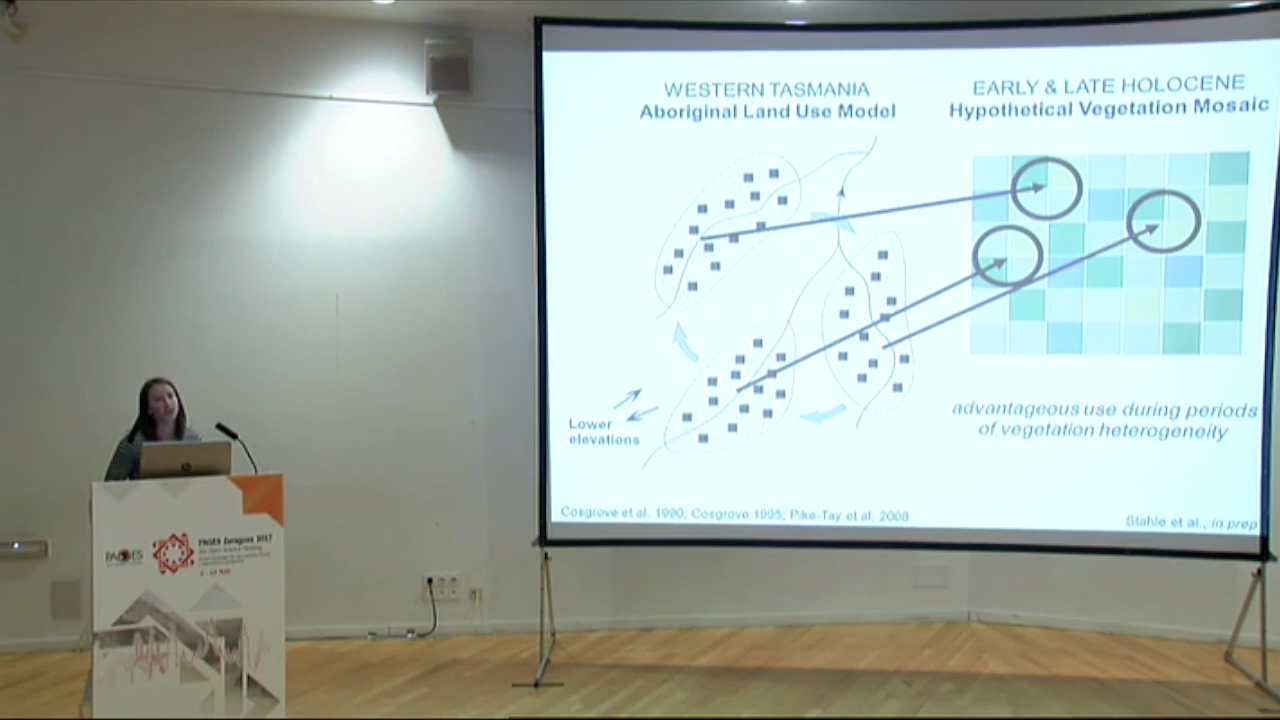 WESTERN TASMANIA
Aboriginal Land Use Model
EARLY & LATE HOLOCENE
Hypothetical Vegetation Mosaic
Lower
elevations
advantageous use during periods
of vegetation heterogeneity
Cosgrove et al. 1990; Cosgrove 1995; Pike-Tay et al. 2008
Stahle et al., in prep
PAGES
PAGES Zaragoza 2017